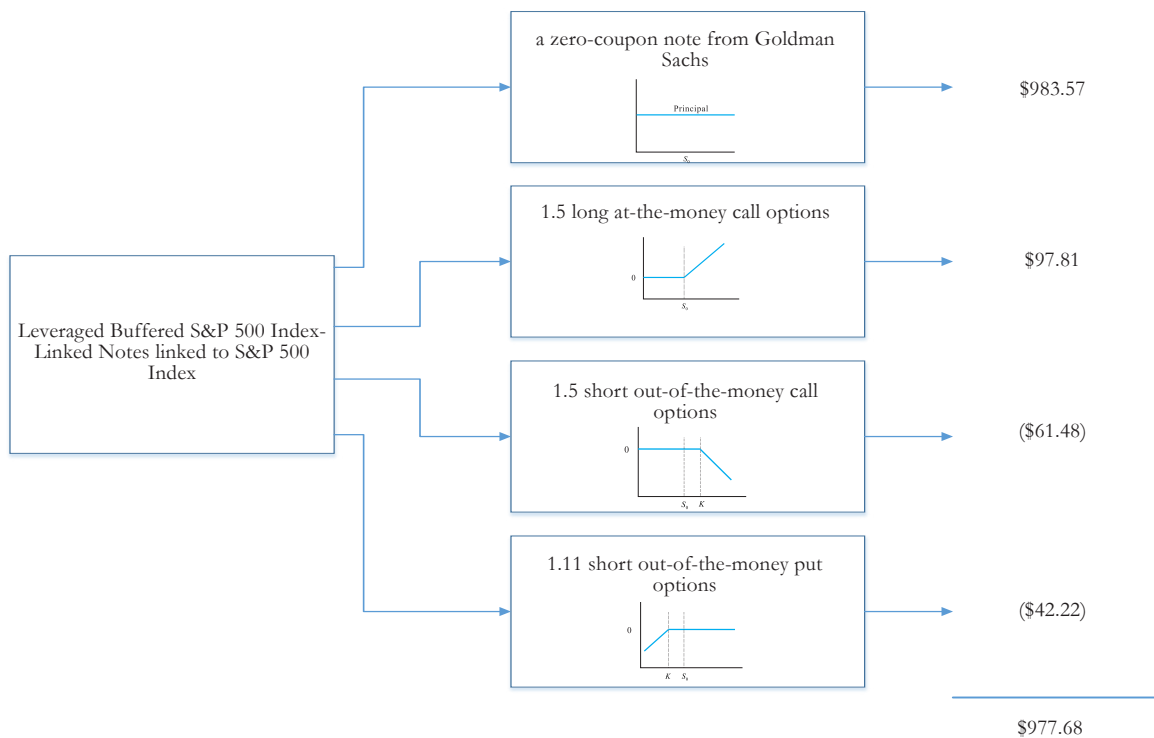 a zero-coupon note from Goldman
Sachs
Principal
S₀
$983.57
1.5 long at-the-money call options
0
S₀
$97.81
Leveraged Buffered S&P 500 Index-
Linked Notes linked to S&P 500
Index
1.5 short out-of-the-money call
options
0
S₀ K
($61.48)
1.11 short out-of-the-money put
options
0
K S₀
($42.22)
$977.68